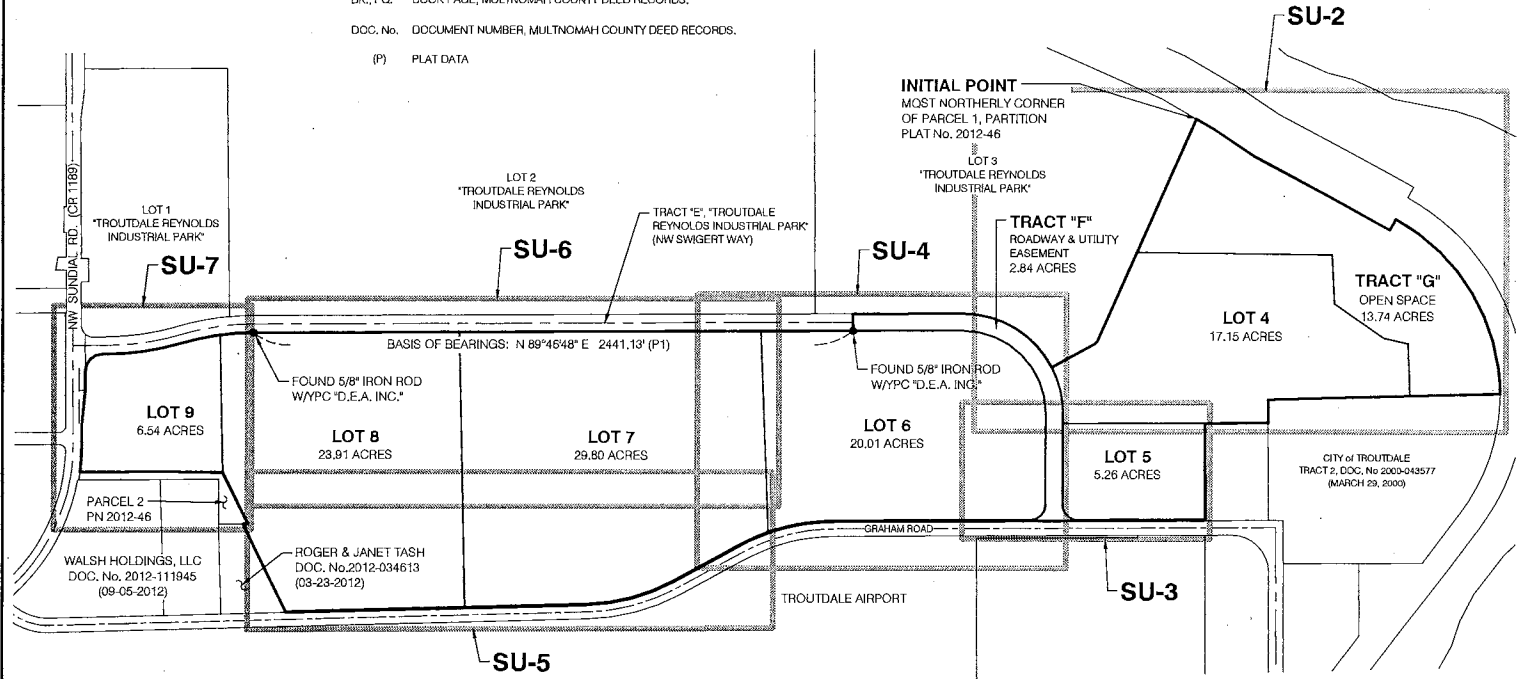 BK., PG. BOOK PAGE, MULTNOMAH COUNTY DEED RECORDS.
DOC. No. DOCUMENT NUMBER, MULTNOMAH COUNTY DEED RECORDS.
(P) PLAT DATA
SU-2
INITIAL POINT
MOST NORTHERLY CORNER
OF PARCEL 1, PARTITION
PLAT No. 2012-46
LOT 3
"TROUTDALE REYNOLDS
INDUSTRIAL PARK"
LOT 2
"TROUTDALE REYNOLDS
INDUSTRIAL PARK"
LOT 1
"TROUTDALE REYNOLDS
INDUSTRIAL PARK"
NW SUNDIAL RD. (CR 1189)
TRACT "E", "TROUTDALE
REYNOLDS INDUSTRIAL PARK"
(NW SWIGERT WAY)
TRACT "F"
ROADWAY & UTILITY
EASEMENT
2.84 ACRES
SU-7
SU-6
SU-4
TRACT "G"
OPEN SPACE
13.74 ACRES
LOT 4
17.15 ACRES
BASIS OF BEARINGS: N 89°46'48" E 2441.13' (P1)
FOUND 5/8" IRON ROD
W/YPC "D.E.A. INC."
FOUND 5/8" IRON ROD
W/YPC "D.E.A. INC."
LOT 9
6.54 ACRES
LOT 8
23.91 ACRES
LOT 7
29.80 ACRES
LOT 6
20.01 ACRES
LOT 5
5.26 ACRES
CITY of TROUTDALE
TRACT 2, DOC, No 2000-043577
(MARCH 29, 2000)
PARCEL 2
PN 2012-46
GRAHAM ROAD
WALSH HOLDINGS, LLC
DOC. No. 2012-111945
(09-05-2012)
ROGER & JANET TASH
DOC. No.2012-034613
(03-23-2012)
TROUTDALE AIRPORT
SU-3
SU-5